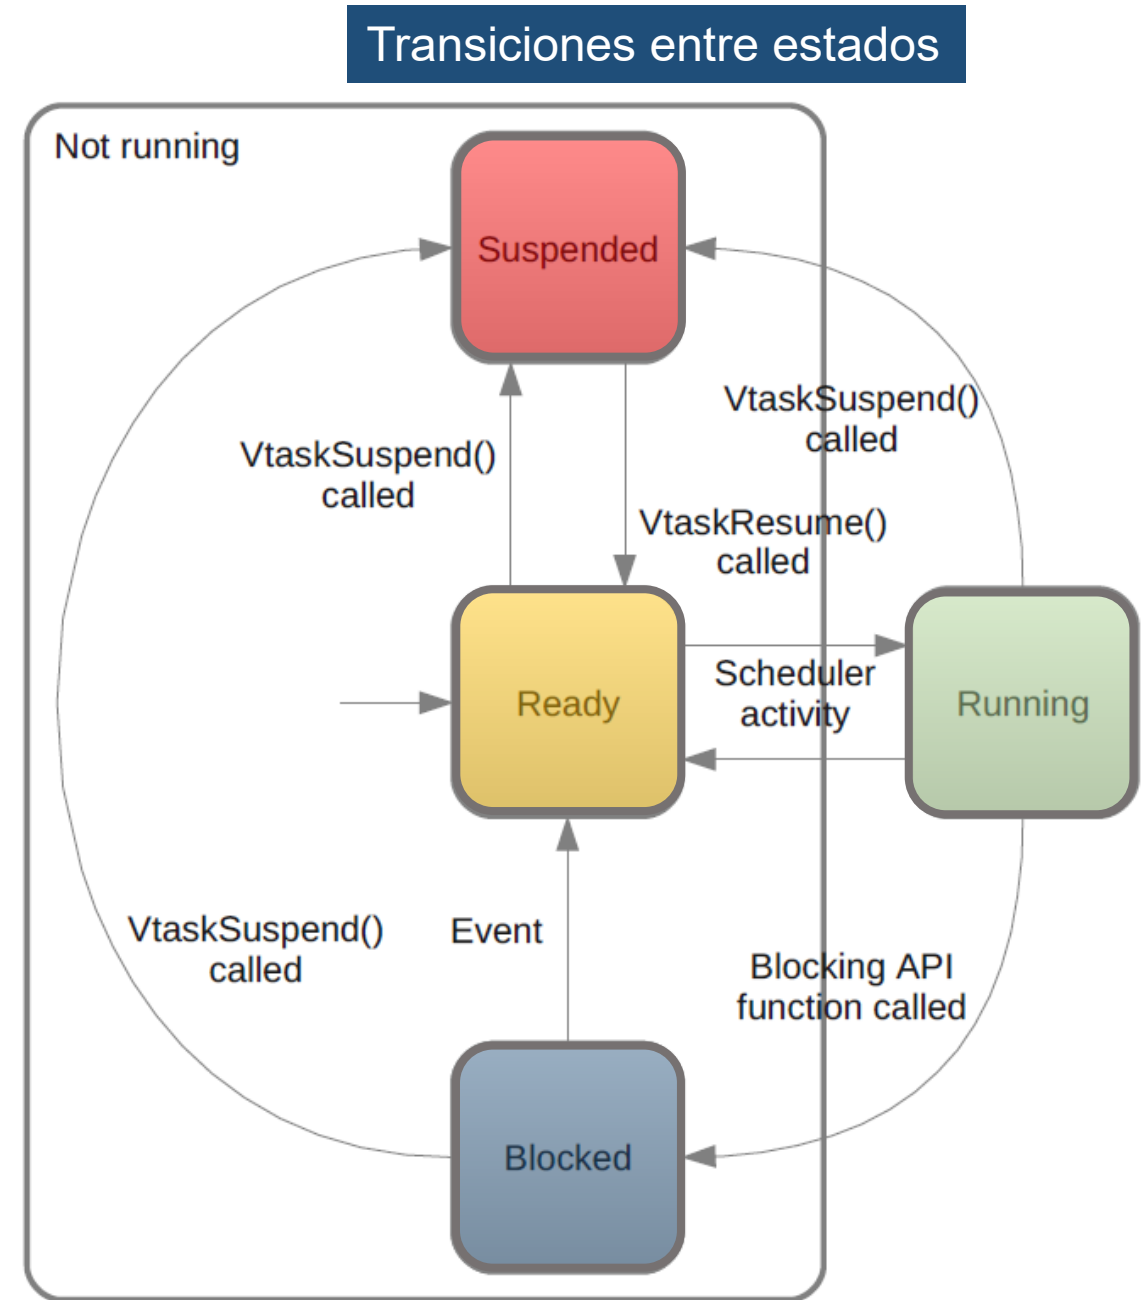 Transiciones entre estados
Not running
Suspended
VtaskSuspend()
called
VtaskSuspend()
called
VtaskResume()
called
Ready
Scheduler
activity
Running
VtaskSuspend()
called
Event
Blocking API
function called
Blocked